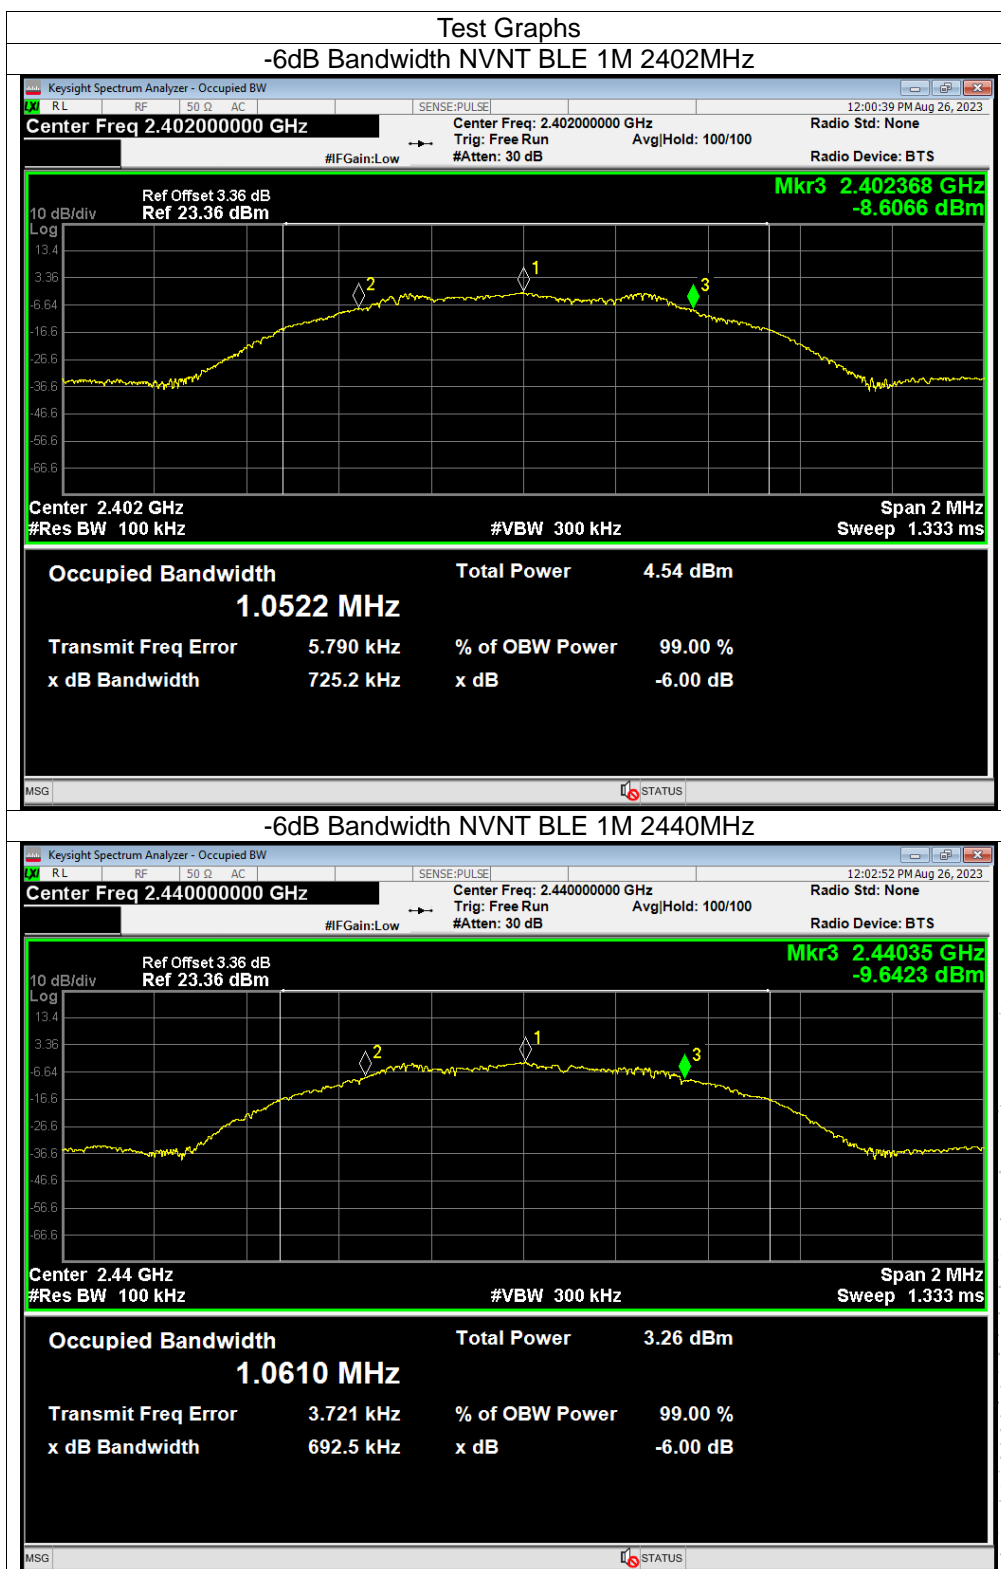 Test Graphs
-6dB Bandwidth NVNT BLE 1M 2402MHz
Keysight Spectrum Analyzer - Occupied BW
LXI RL RF 50 Ω AC SENSE:PULSE 12:00:39 PM Aug 26, 2023
Center Freq 2.402000000 GHz Center Freq: 2.402000000 GHz Radio Std: None
Trig: Free Run Avg|Hold: 100/100
#IFGain:Low #Atten: 30 dB Radio Device: BTS
Mkr3 2.402368 GHz
-8.6066 dBm
Ref Offset 3.36 dB
10 dB/div Ref 23.36 dBm
Log
13.4
3.36
-6.64
-16.6
-26.6
-36.6
-46.6
-56.6
-66.6
1
2
3
Center 2.402 GHz Span 2 MHz
#Res BW 100 kHz #VBW 300 kHz Sweep 1.333 ms
Occupied Bandwidth Total Power 4.54 dBm
1.0522 MHz
Transmit Freq Error 5.790 kHz % of OBW Power 99.00 %
x dB Bandwidth 725.2 kHz x dB -6.00 dB
MSG STATUS
-6dB Bandwidth NVNT BLE 1M 2440MHz
Keysight Spectrum Analyzer - Occupied BW
LXI RL RF 50 Ω AC SENSE:PULSE 12:02:52 PM Aug 26, 2023
Center Freq 2.440000000 GHz Center Freq: 2.440000000 GHz Radio Std: None
Trig: Free Run Avg|Hold: 100/100
#IFGain:Low #Atten: 30 dB Radio Device: BTS
Mkr3 2.44035 GHz
-9.6423 dBm
Ref Offset 3.36 dB
10 dB/div Ref 23.36 dBm
Log
13.4
3.36
-6.64
-16.6
-26.6
-36.6
-46.6
-56.6
-66.6
1
2
3
Center 2.44 GHz Span 2 MHz
#Res BW 100 kHz #VBW 300 kHz Sweep 1.333 ms
Occupied Bandwidth Total Power 3.26 dBm
1.0610 MHz
Transmit Freq Error 3.721 kHz % of OBW Power 99.00 %
x dB Bandwidth 692.5 kHz x dB -6.00 dB
MSG STATUS